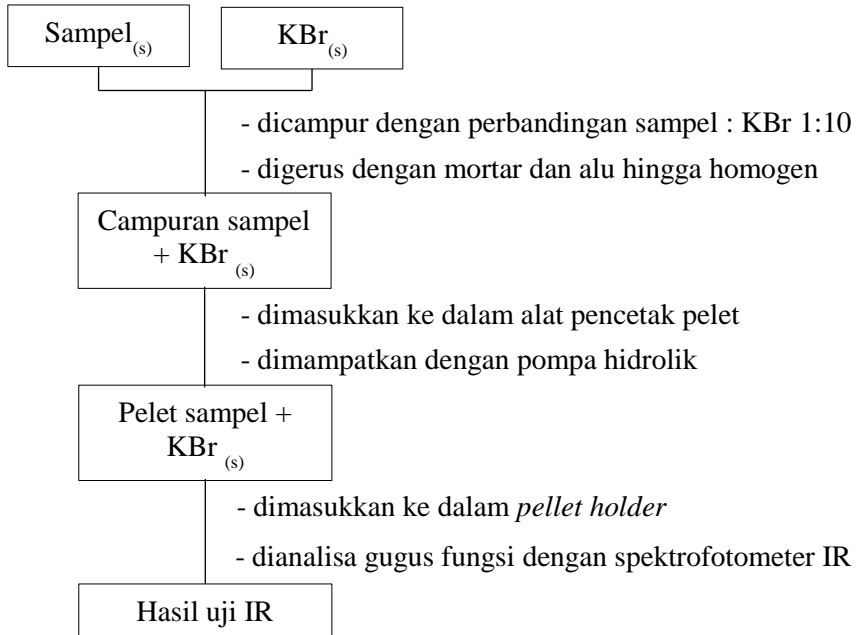 Sampel(s)
KBr(s)
- dicampur dengan perbandingan sampel : KBr 1:10
- digerus dengan mortar dan alu hingga homogen
Campuran sampel
+ KBr (s)
- dimasukkan ke dalam alat pencetak pelet
- dimampatkan dengan pompa hidrolik
Pelet sampel +
KBr (s)
- dimasukkan ke dalam pellet holder
- dianalisa gugus fungsi dengan spektrofotometer IR
Hasil uji IR